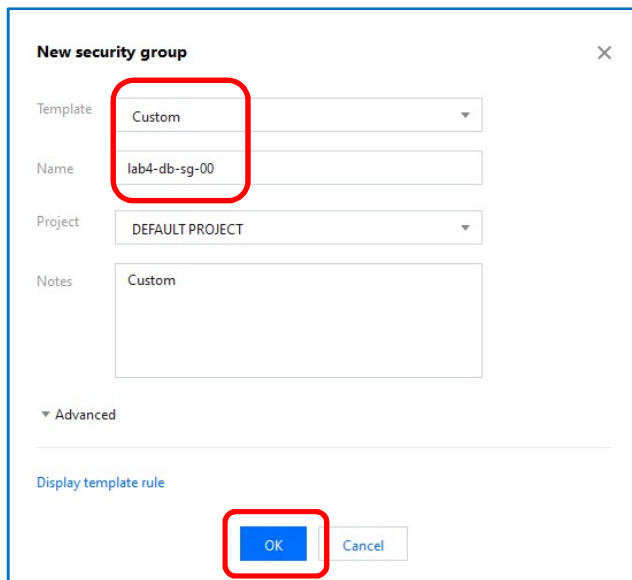 New security group
Template Custom
Name lab4-db-sg-00
Project DEFAULT PROJECT
Notes Custom
Advanced
Display template rule
OK Cancel